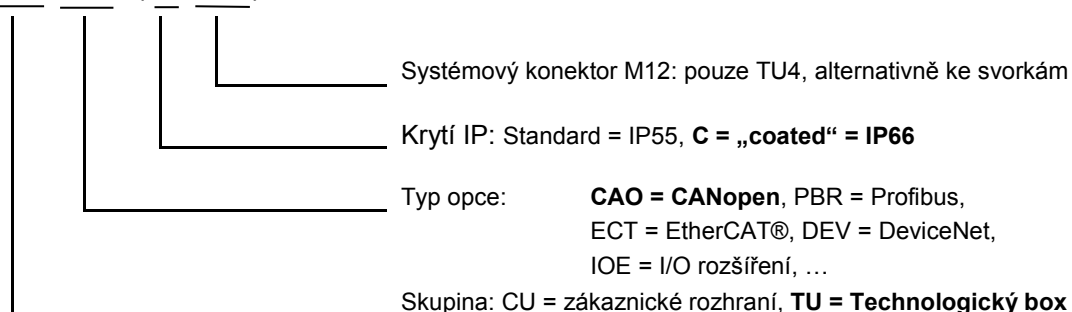 Systémový konektor M12: pouze TU4, alternativně ke svorkám
Krytí IP: Standard = IP55, C = „coated“ = IP66
Typ opce: CAO = CANopen, PBR = Profibus,
ECT = EtherCAT®, DEV = DeviceNet,
IOE = I/O rozšíření, …
Skupina: CU = zákaznické rozhraní, TU = Technologický box